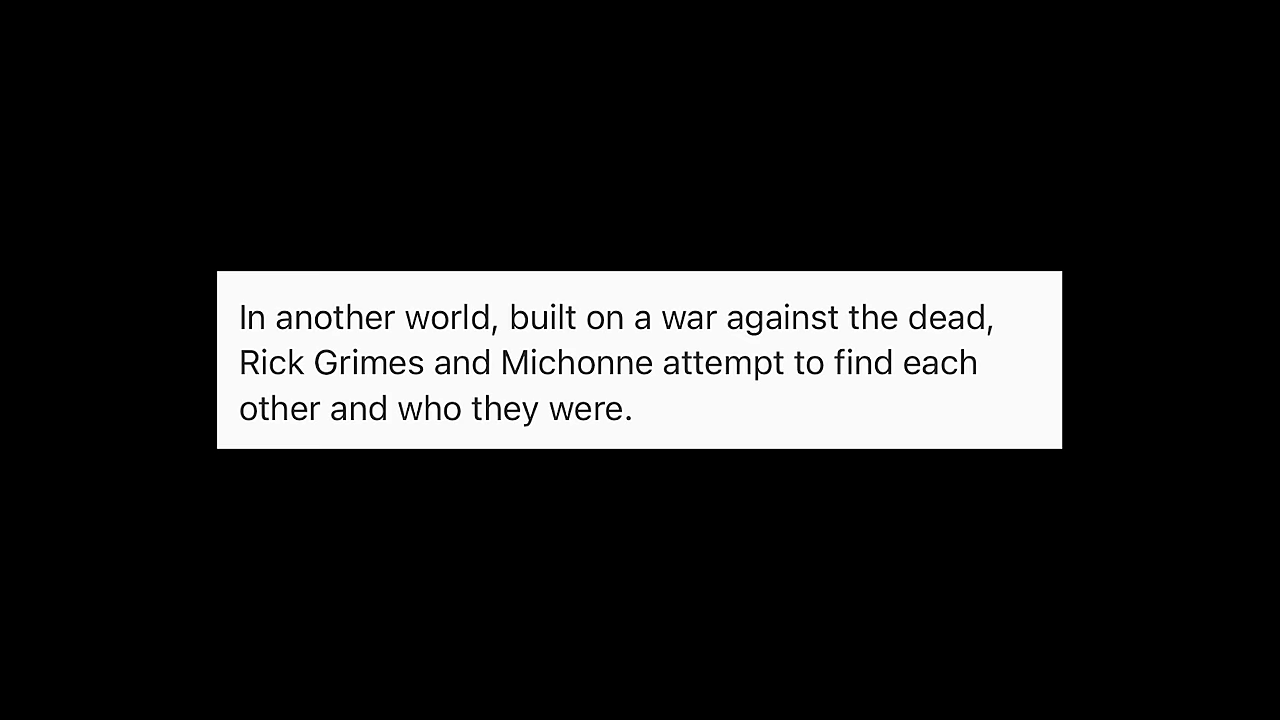 In another world, built on a war against the dead,
Rick Grimes and Michonne attempt to find each
other and who they were.